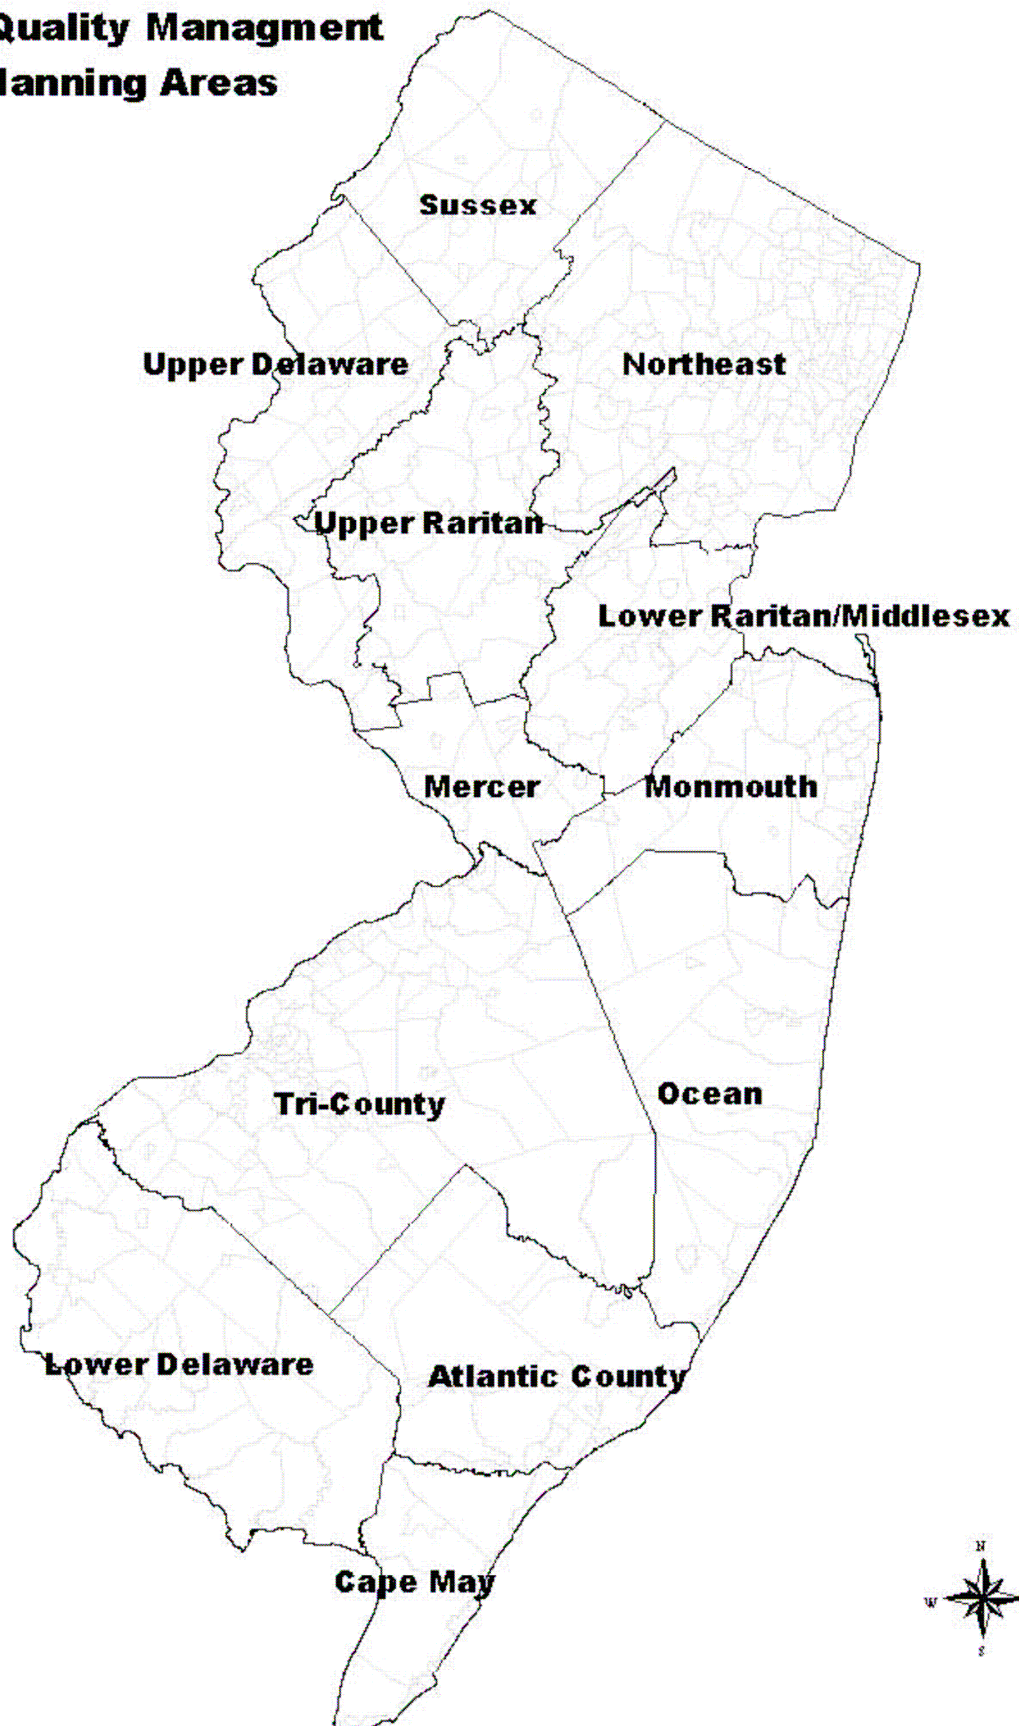 Quality Managment
lanning Areas
Sussex
Upper Delaware
Northeast
Upper Raritan
Lower Raritan/Middlesex
Mercer
Monmouth
Ocean
Tri-County
Lower Delaware
Atlantic County
N
Cape May
W
S